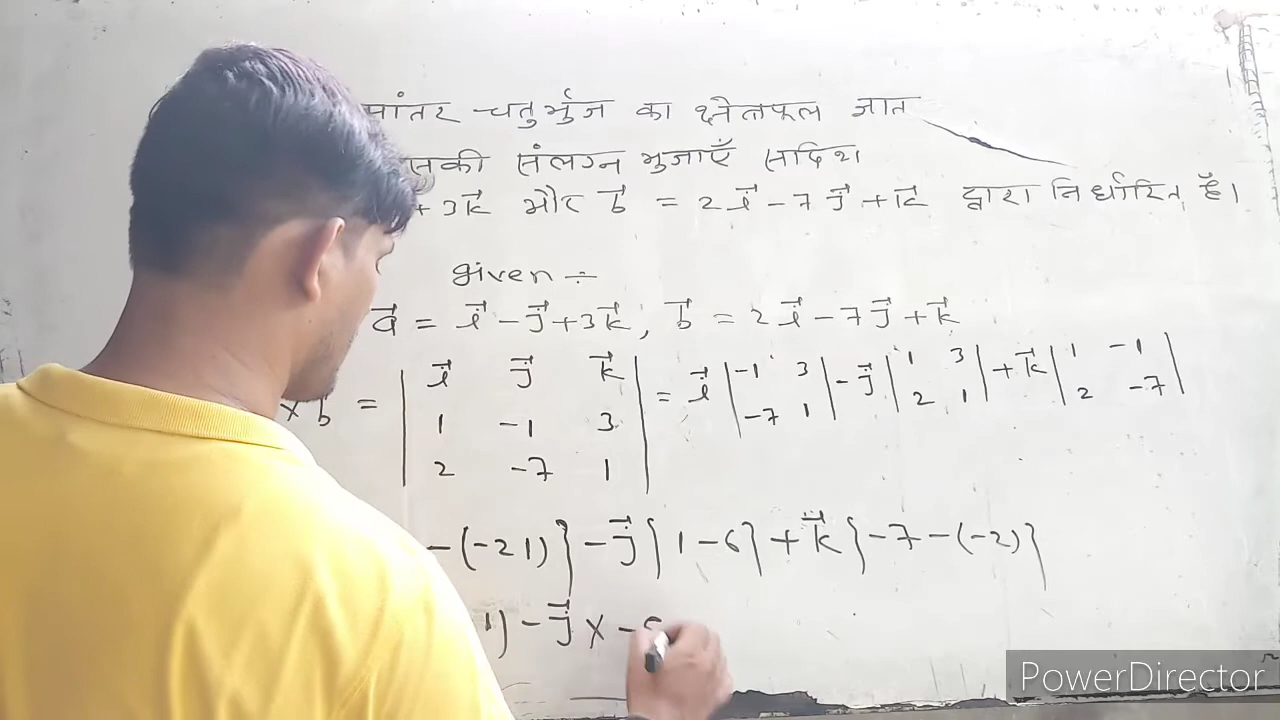 मांतर चतुर्भुज का क्षेत्रफल ज्ञात
सकी संलग्न भुजाएँ सदिश
+ 3k⃗ और b⃗ = 2i⃗ - 7j⃗ + k⃗ द्वारा निर्धारित हैं।
given ÷
a⃗ = i⃗ - j⃗ + 3k⃗, b⃗ = 2i⃗ - 7j⃗ + k⃗
× b⃗ = | i⃗ j⃗ k⃗ | = i⃗ | -1 3 | - j⃗ | 1 3 | + k⃗ | 1 -1 |
| 1 -1 3 | | -7 1 | | 2 1 | | 2 -7 |
| 2 -7 1 |
- (-21)} - j⃗ {1 - 6} + k⃗ {-7 - (-2)}
1) - j⃗ × -
PowerDirector